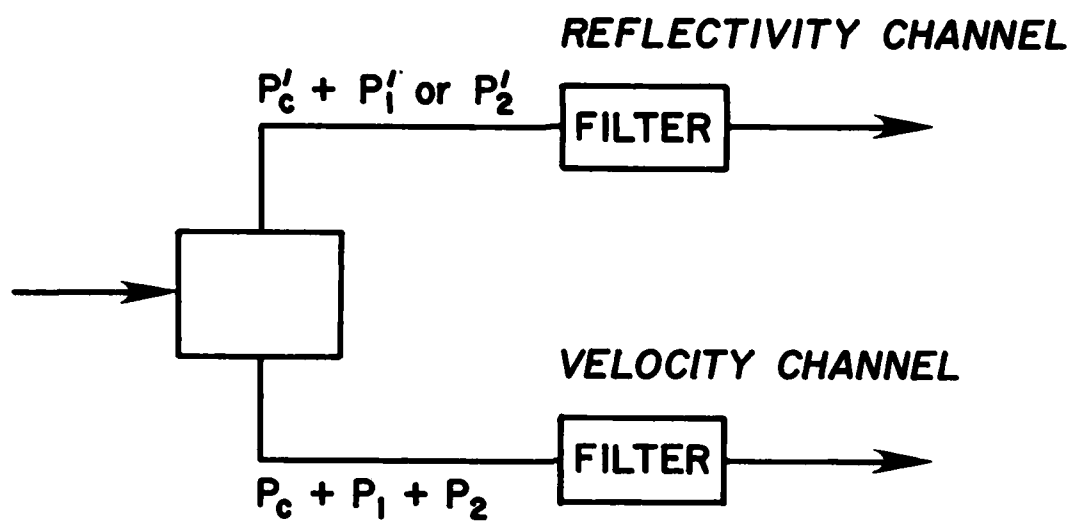 REFLECTIVITY CHANNEL
P'c + P'1 or P'2
FILTER
VELOCITY CHANNEL
FILTER
Pc + P1 + P2